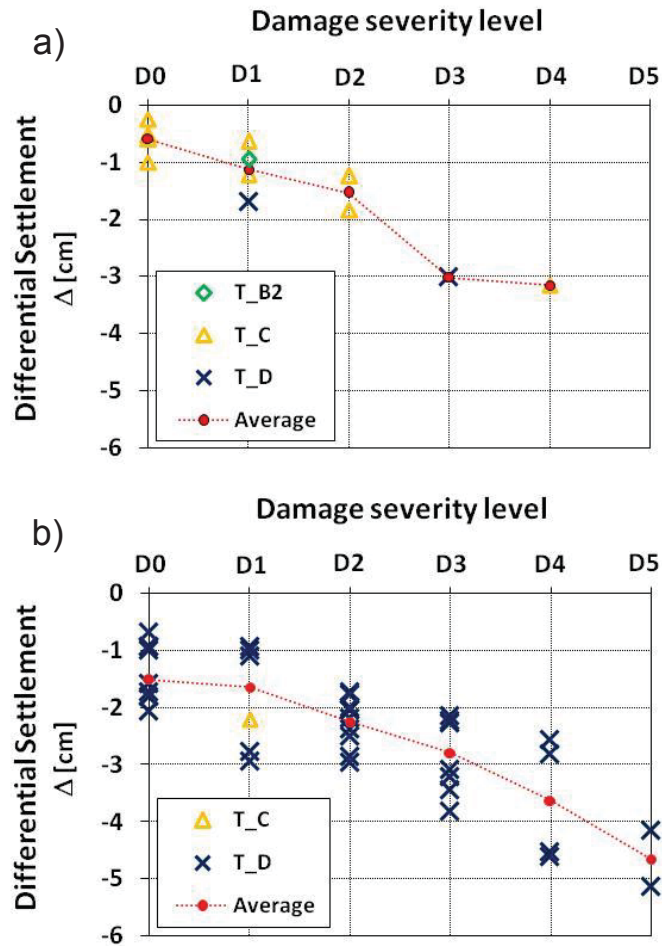 a)
Damage severity level
D0 D1 D2 D3 D4 D5
Differential Settlement
Δ [cm]
0
-1
-2
-3
-4
-5
-6
T_B2
T_C
T_D
Average
b)
Damage severity level
D0 D1 D2 D3 D4 D5
Differential Settlement
Δ [cm]
0
-1
-2
-3
-4
-5
-6
T_C
T_D
Average